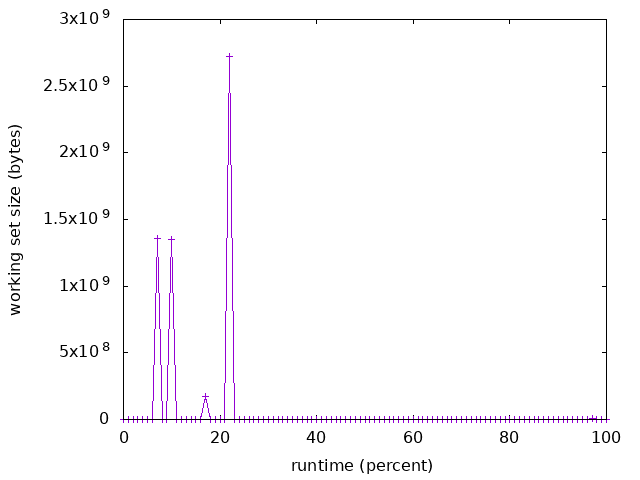 3x10⁹
2.5x10⁹
2x10⁹
1.5x10⁹
1x10⁹
5x10⁸
0
working set size (bytes)
0 20 40 60 80 100
runtime (percent)